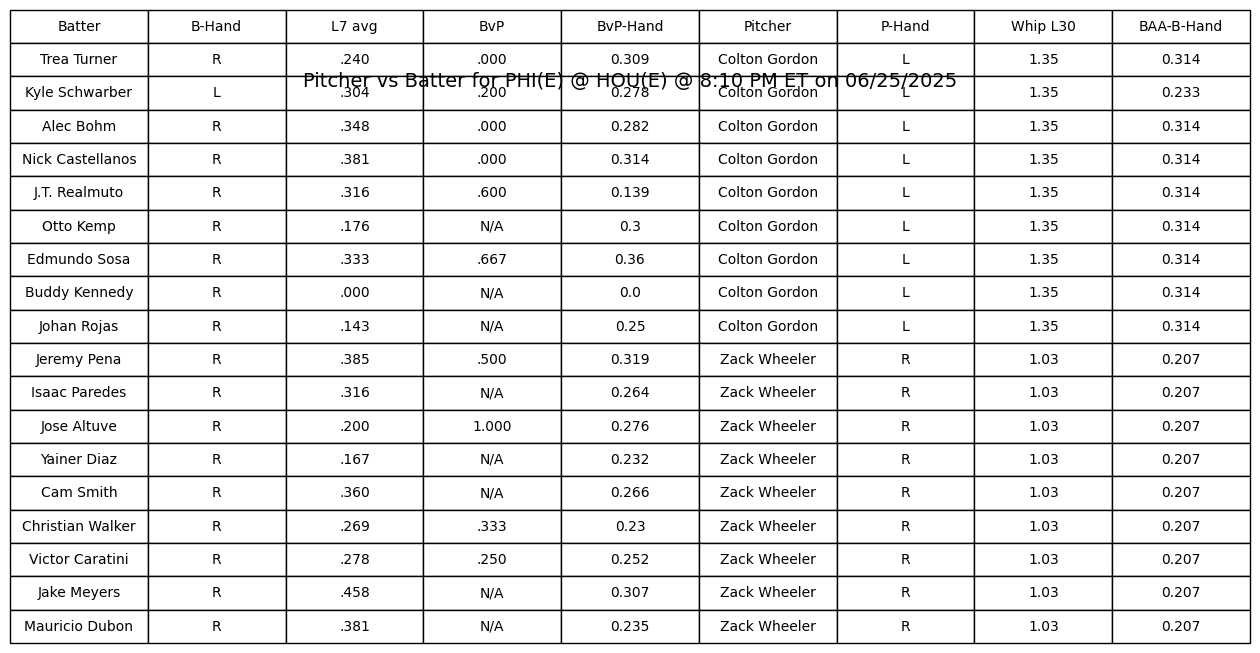 Batter B-Hand L7 avg BvP BvP-Hand Pitcher P-Hand Whip L30 BAA-B-Hand
Trea Turner R .240 .000 0.309 Colton Gordon L 1.35 0.314
Pitcher vs Batter for PHI(E) @ HOU(E) @ 8:10 PM ET on 06/25/2025
Kyle Schwarber L .304 .200 0.278 Colton Gordon L 1.35 0.233
Alec Bohm R .348 .000 0.282 Colton Gordon L 1.35 0.314
Nick Castellanos R .381 .000 0.314 Colton Gordon L 1.35 0.314
J.T. Realmuto R .316 .600 0.139 Colton Gordon L 1.35 0.314
Otto Kemp R .176 N/A 0.3 Colton Gordon L 1.35 0.314
Edmundo Sosa R .333 .667 0.36 Colton Gordon L 1.35 0.314
Buddy Kennedy R .000 N/A 0.0 Colton Gordon L 1.35 0.314
Johan Rojas R .143 N/A 0.25 Colton Gordon L 1.35 0.314
Jeremy Pena R .385 .500 0.319 Zack Wheeler R 1.03 0.207
Isaac Paredes R .316 N/A 0.264 Zack Wheeler R 1.03 0.207
Jose Altuve R .200 1.000 0.276 Zack Wheeler R 1.03 0.207
Yainer Diaz R .167 N/A 0.232 Zack Wheeler R 1.03 0.207
Cam Smith R .360 N/A 0.266 Zack Wheeler R 1.03 0.207
Christian Walker R .269 .333 0.23 Zack Wheeler R 1.03 0.207
Victor Caratini R .278 .250 0.252 Zack Wheeler R 1.03 0.207
Jake Meyers R .458 N/A 0.307 Zack Wheeler R 1.03 0.207
Mauricio Dubon R .381 N/A 0.235 Zack Wheeler R 1.03 0.207